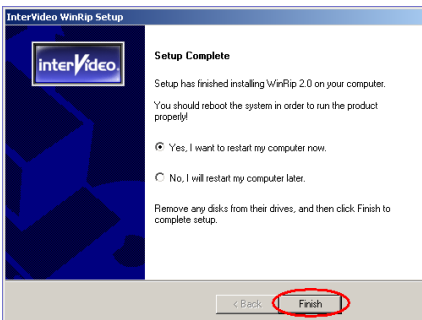 InterVideo WinRip Setup
interVideo.
Setup Complete
Setup has finished installing WinRip 2.0 on your computer.
You should reboot the system in order to run the product
properly!
Yes, I want to restart my computer now.
No, I will restart my computer later.
Remove any disks from their drives, and then click Finish to
complete setup.
< Back
Finish